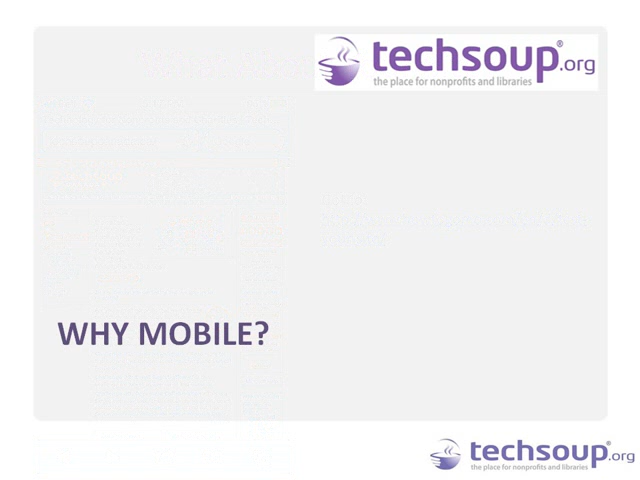 techsoup®.org
the place for nonprofits and libraries
WHY MOBILE?
techsoup®.org
the place for nonprofits and libraries